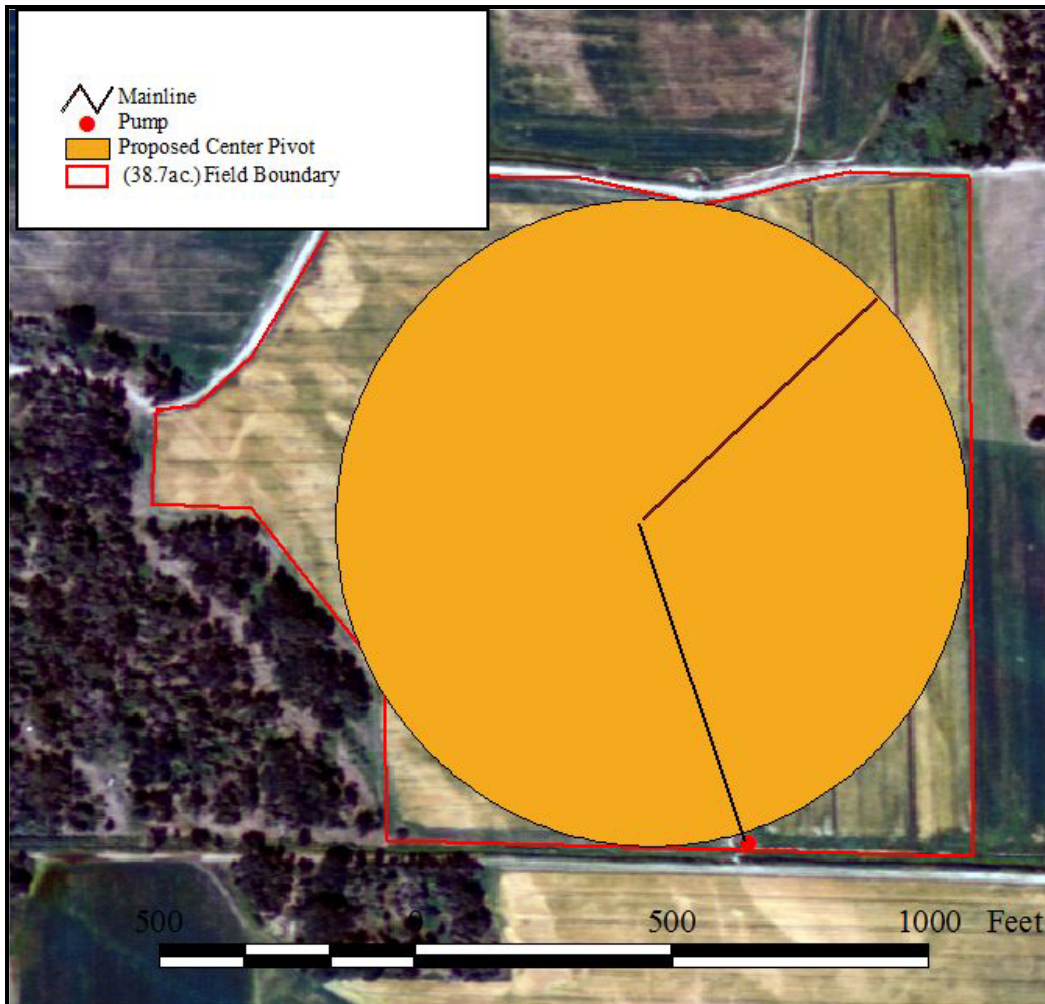 Mainline
Pump
Proposed Center Pivot
(38.7ac.) Field Boundary
500 0 500 1000 Feet